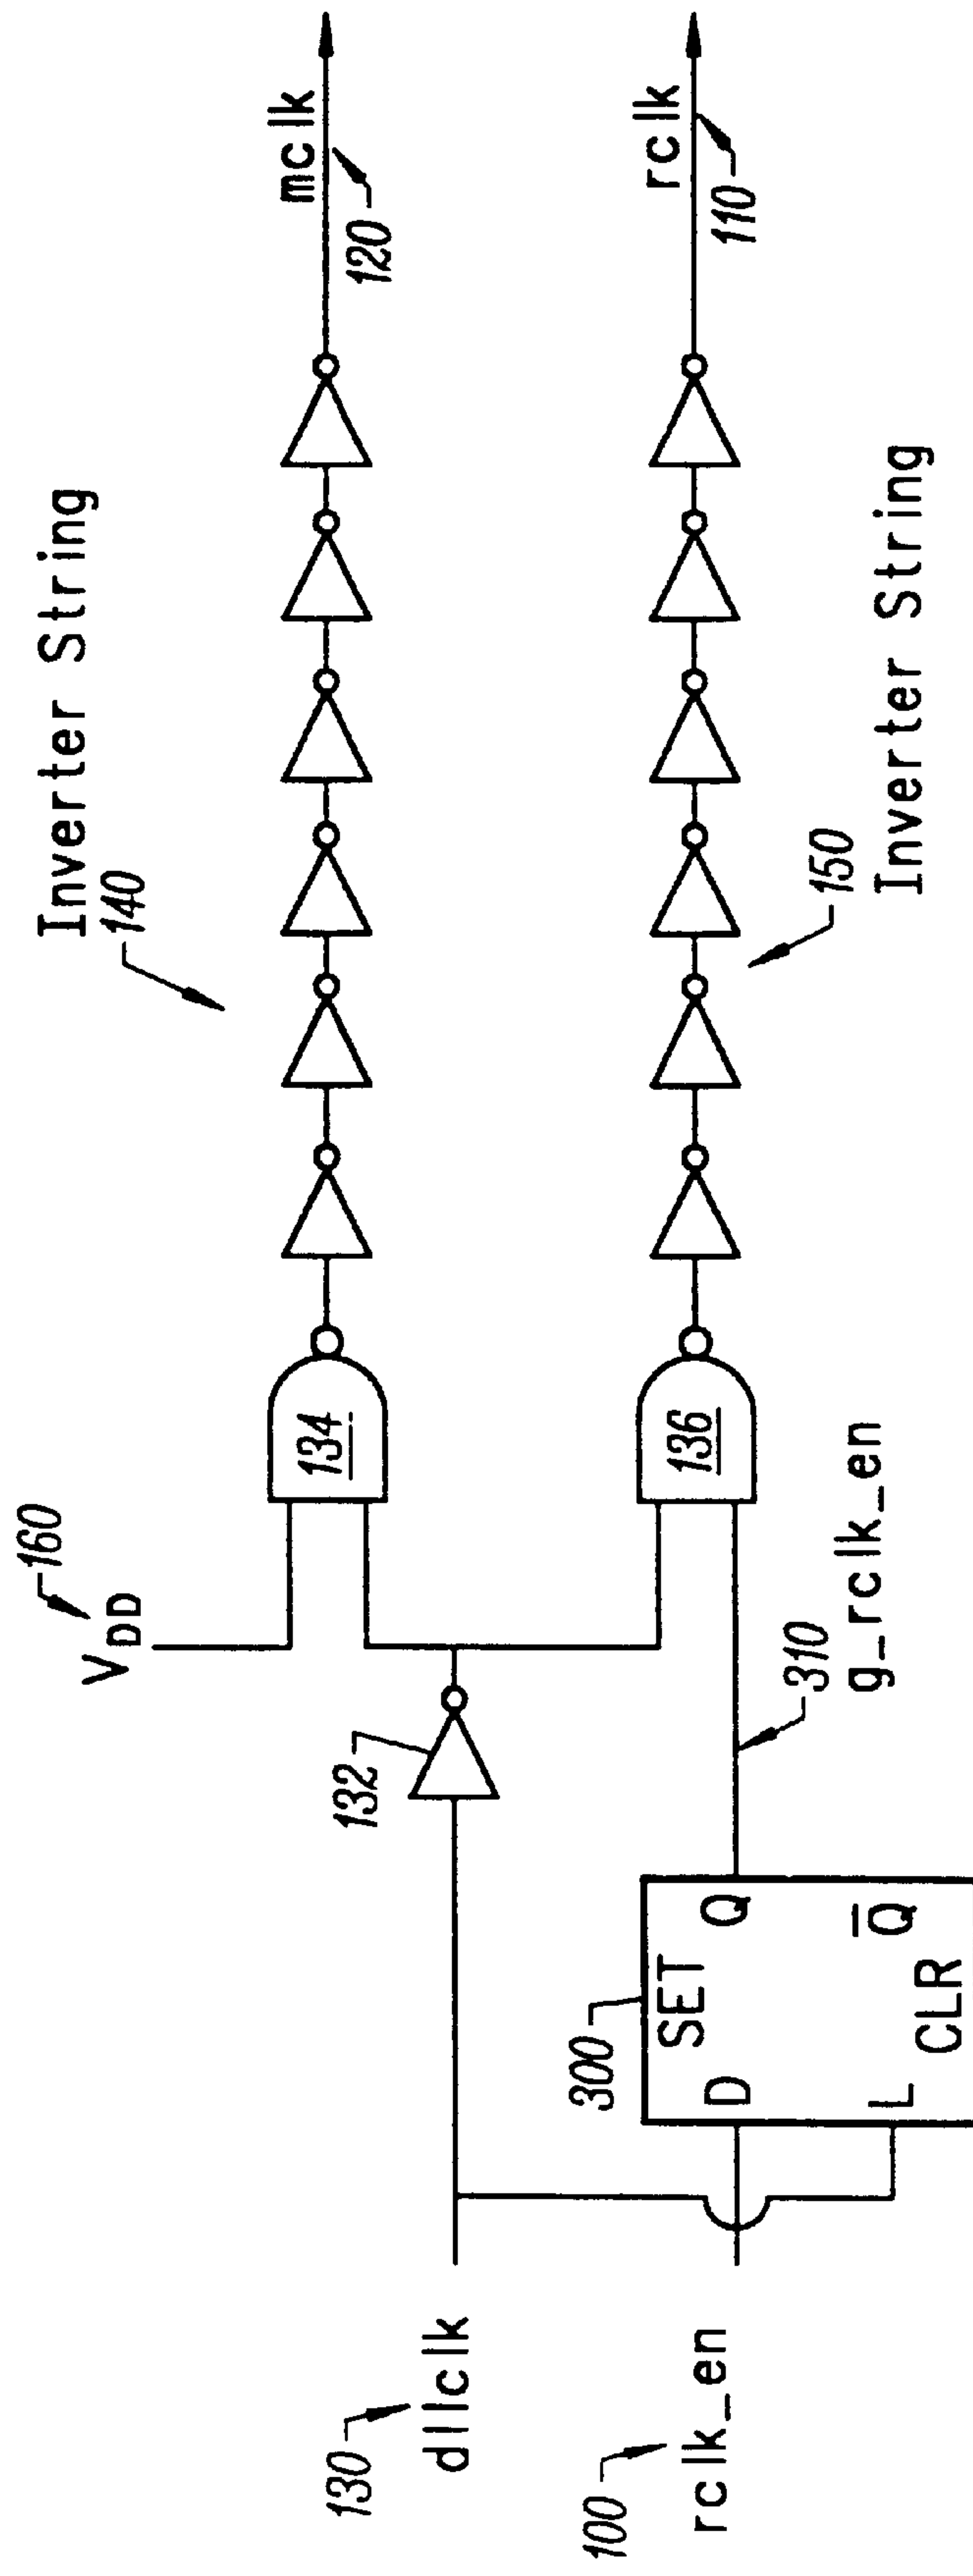 Inverter String
140
mclk
120
V DD
160
134
132
130
dllclk
136
rclk
110
150
Inverter String
300
SET
D
Q
L
Q̅
CLR
310
g_rclk_en
100
rclk_en